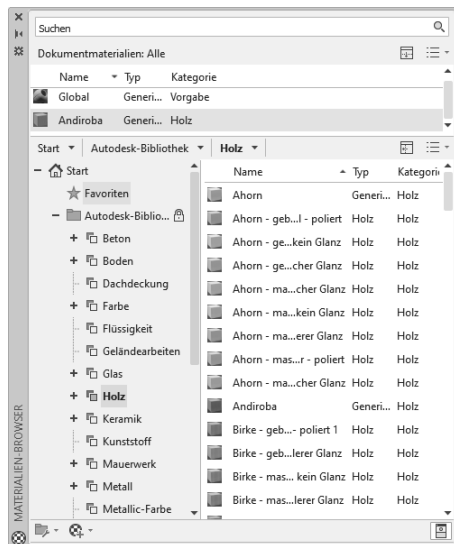 Suchen
Dokumentmaterialien: Alle
Name Typ Kategorie
Global Generi... Vorgabe
Andiroba Generi... Holz
Start Autodesk-Bibliothek Holz
Start
Favoriten
Autodesk-Biblio...
Beton
Boden
Dachdeckung
Farbe
Flüssigkeit
Geländearbeiten
Glas
Holz
Keramik
Kunststoff
Mauerwerk
Metall
Metallic-Farbe
Name Typ Kategorie
Ahorn Generi... Holz
Ahorn - geb...l - poliert Holz Holz
Ahorn - ge...kein Glanz Holz Holz
Ahorn - ge...cher Glanz Holz Holz
Ahorn - ma...cher Glanz Holz Holz
Ahorn - ma...kein Glanz Holz Holz
Ahorn - ma...erer Glanz Holz Holz
Ahorn - mas...r - poliert Holz Holz
Ahorn - ma...cher Glanz Holz Holz
Andiroba Generi... Holz
Birke - geb...- poliert 1 Holz Holz
Birke - geb...lerer Glanz Holz Holz
Birke - mas... kein Glanz Holz Holz
Birke - mas...lerer Glanz Holz Holz
MATERIALIEN-BROWSER